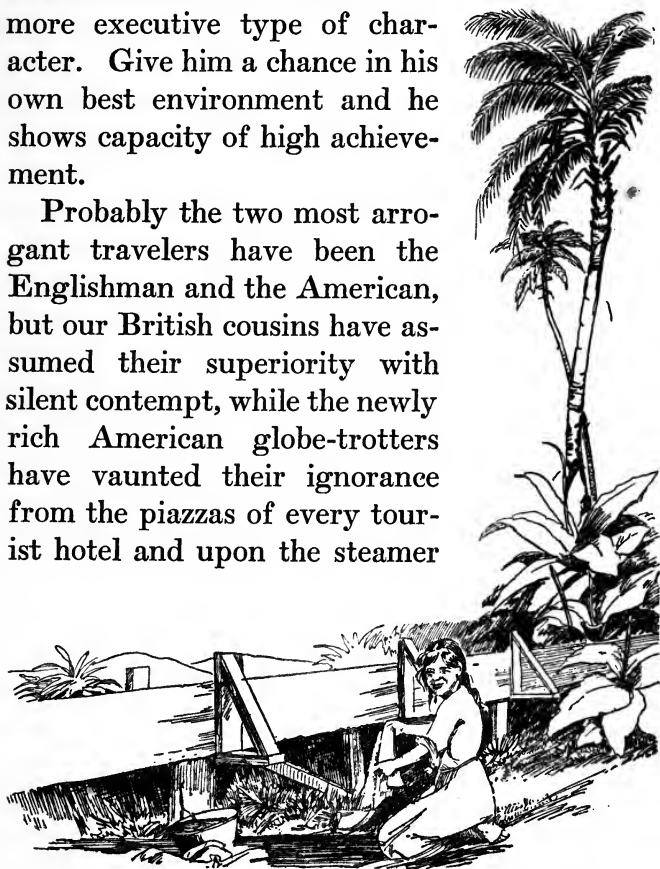 more executive type of char-
acter. Give him a chance in his
own best environment and he
shows capacity of high achieve-
ment.
Probably the two most arro-
gant travelers have been the
Englishman and the American,
but our British cousins have as-
sumed their superiority with
silent contempt, while the newly
rich American globe-trotters
have vaunted their ignorance
from the piazzas of every tour-
ist hotel and upon the steamer